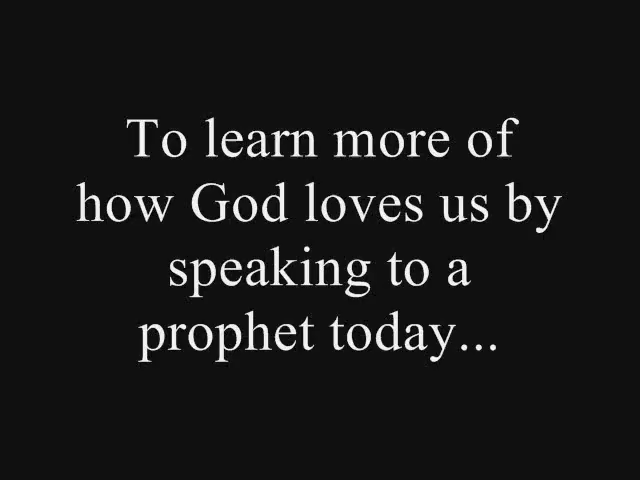 To learn more of
how God loves us by
speaking to a
prophet today...